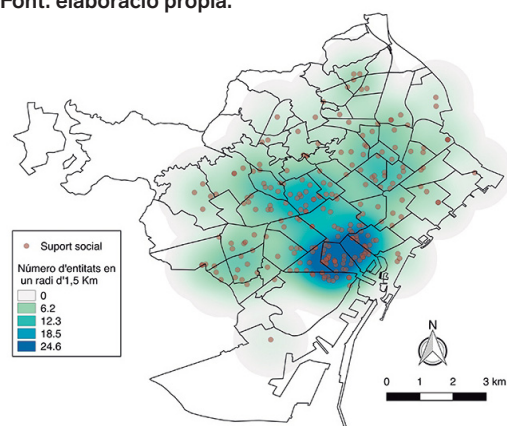 Font: elaboració pròpia.
Suport social
Número d'entitats en
un radi d'1,5 Km
0
6.2
12.3
18.5
24.6
N
0 1 2 3 km